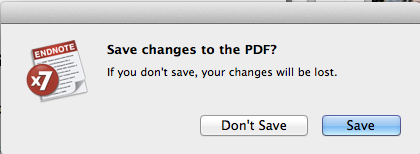 ENDNOTE
X7
Save changes to the PDF?
If you don't save, your changes will be lost.
Don't Save
Save